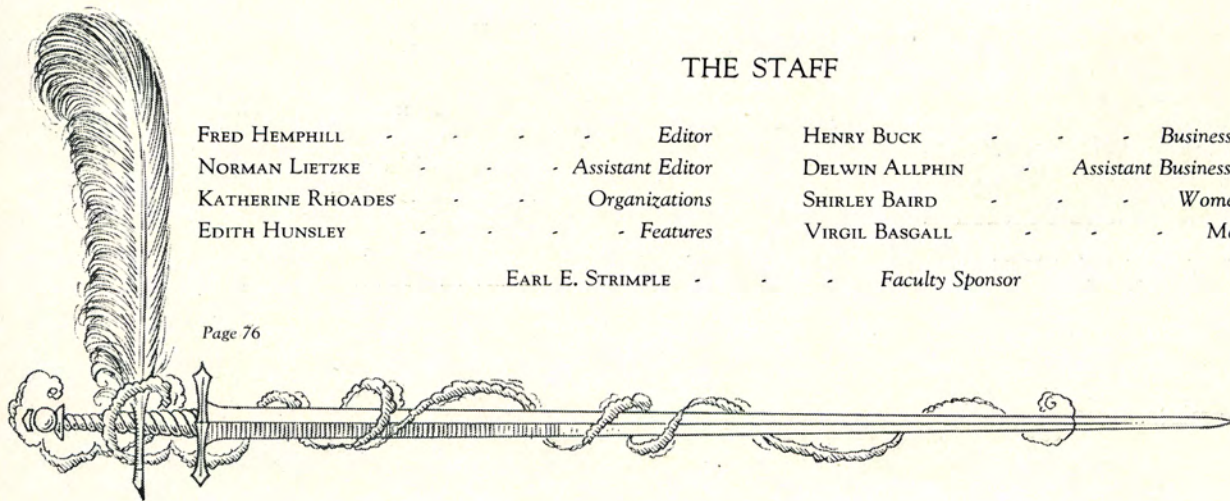 THE STAFF
FRED HEMPHILL - - - - Editor
NORMAN LIETZKE - - - Assistant Editor
KATHERINE RHOADES - - Organizations
EDITH HUNSLEY - - - - Features
HENRY BUCK - - - Business
DELWIN ALLPHIN - Assistant Business
SHIRLEY BAIRD - - -
VIRGIL BASGALL - - -
EARL E. STRIMPLE - - - Faculty Sponsor
Page 76